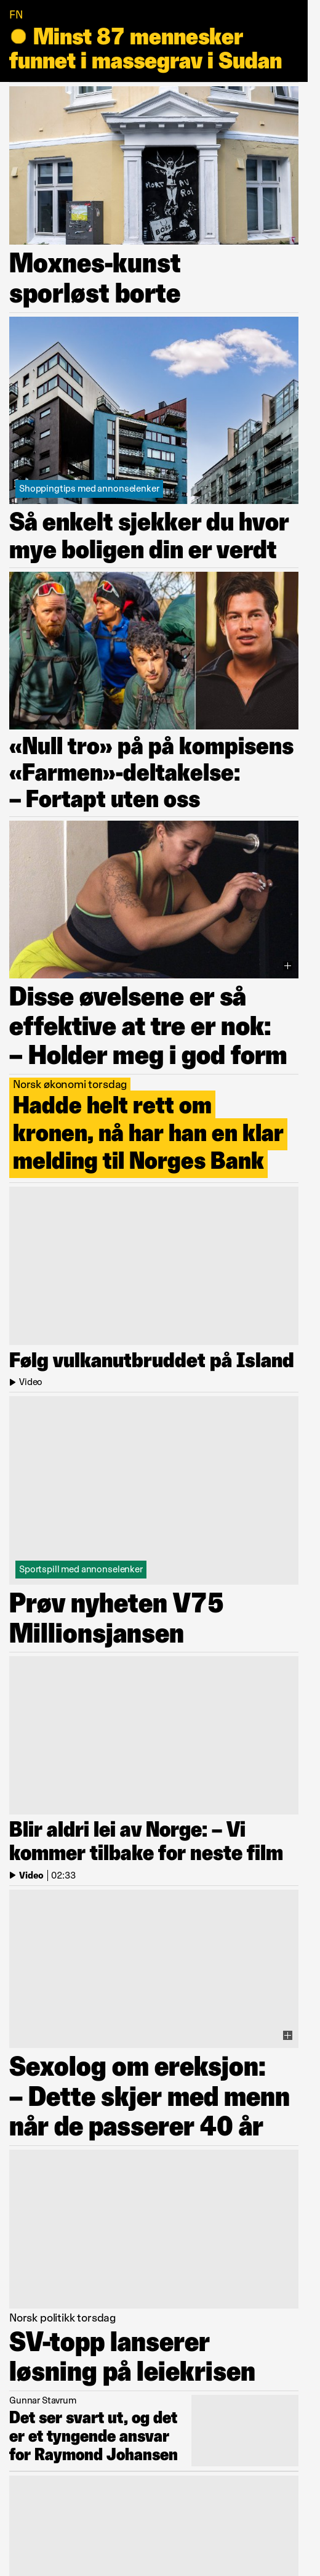 FN
Minst 87 mennesker
funnet i massegrav i Sudan
Moxnes-kunst
sporløst borte
Shoppingtips med annonselenker
Så enkelt sjekker du hvor
mye boligen din er verdt
«Null tro» på på kompisens
«Farmen»-deltakelse:
– Fortapt uten oss
Disse øvelsene er så
effektive at tre er nok:
– Holder meg i god form
Norsk økonomi torsdag
Hadde helt rett om
kronen, nå har han en klar
melding til Norges Bank
Følg vulkanutbruddet på Island
Video
Sportspill med annonselenker
Prøv nyheten V75
Millionsjansen
Blir aldri lei av Norge: – Vi
kommer tilbake for neste film
Video | 02:33
Sexolog om ereksjon:
– Dette skjer med menn
når de passerer 40 år
Norsk politikk torsdag
SV-topp lanserer
løsning på leiekrisen
Gunnar Stavrum
Det ser svart ut, og det
er et tyngende ansvar
for Raymond Johansen